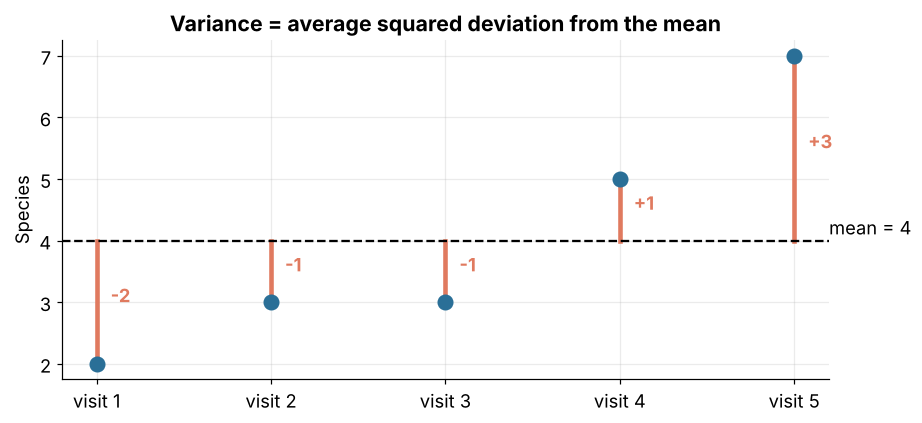 Variance = average squared deviation from the mean
Species
7
6
5
4
3
2
-2
-1
-1
+1
+3
mean = 4
visit 1
visit 2
visit 3
visit 4
visit 5